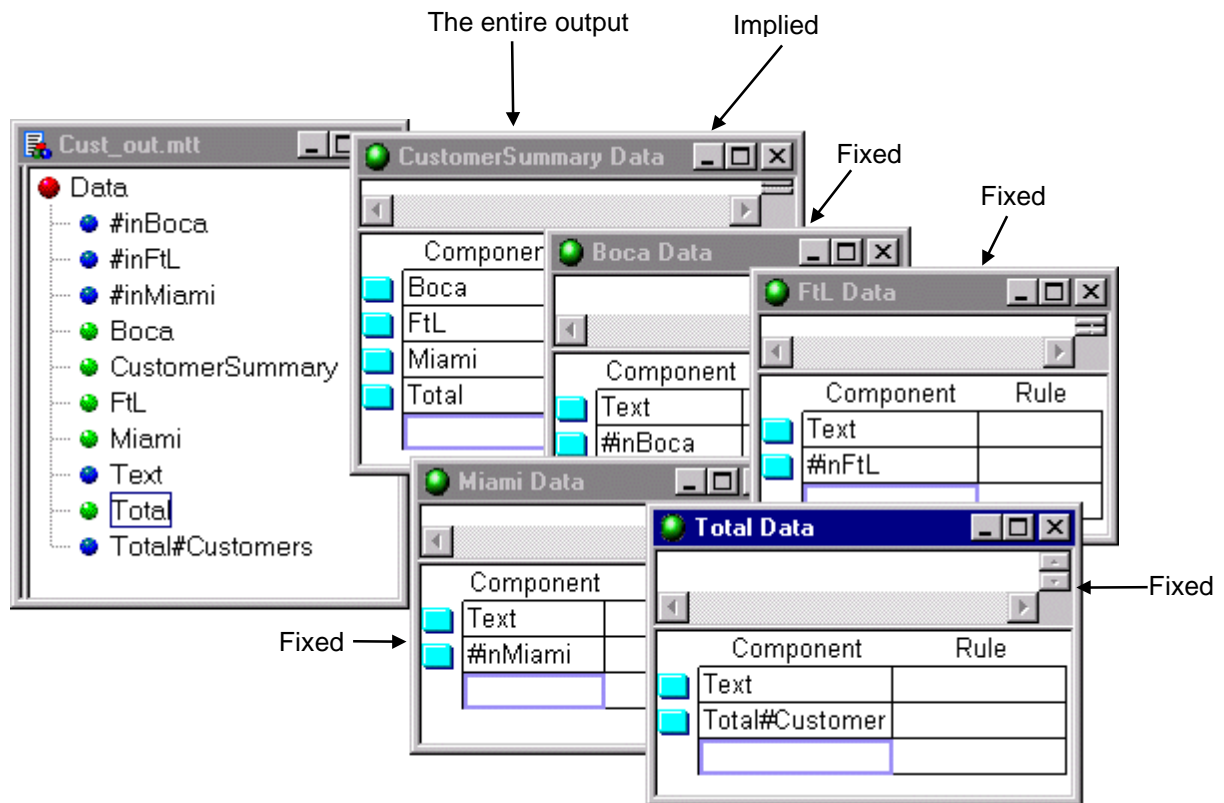 The entire output
Implied
Fixed
Fixed
Cust_out.mtt
Data
#inBoca
#inFtL
#inMiami
Boca
CustomerSummary
FtL
Miami
Text
Total
Total#Customers
CustomerSummary Data
Componen
Boca
FtL
Miami
Total
Boca Data
Component
Text
#inBoca
FtL Data
Component Rule
Text
#inFtL
Miami Data
Component
Text
#inMiami
Fixed
Total Data
Component Rule
Text
Total#Customer
Fixed